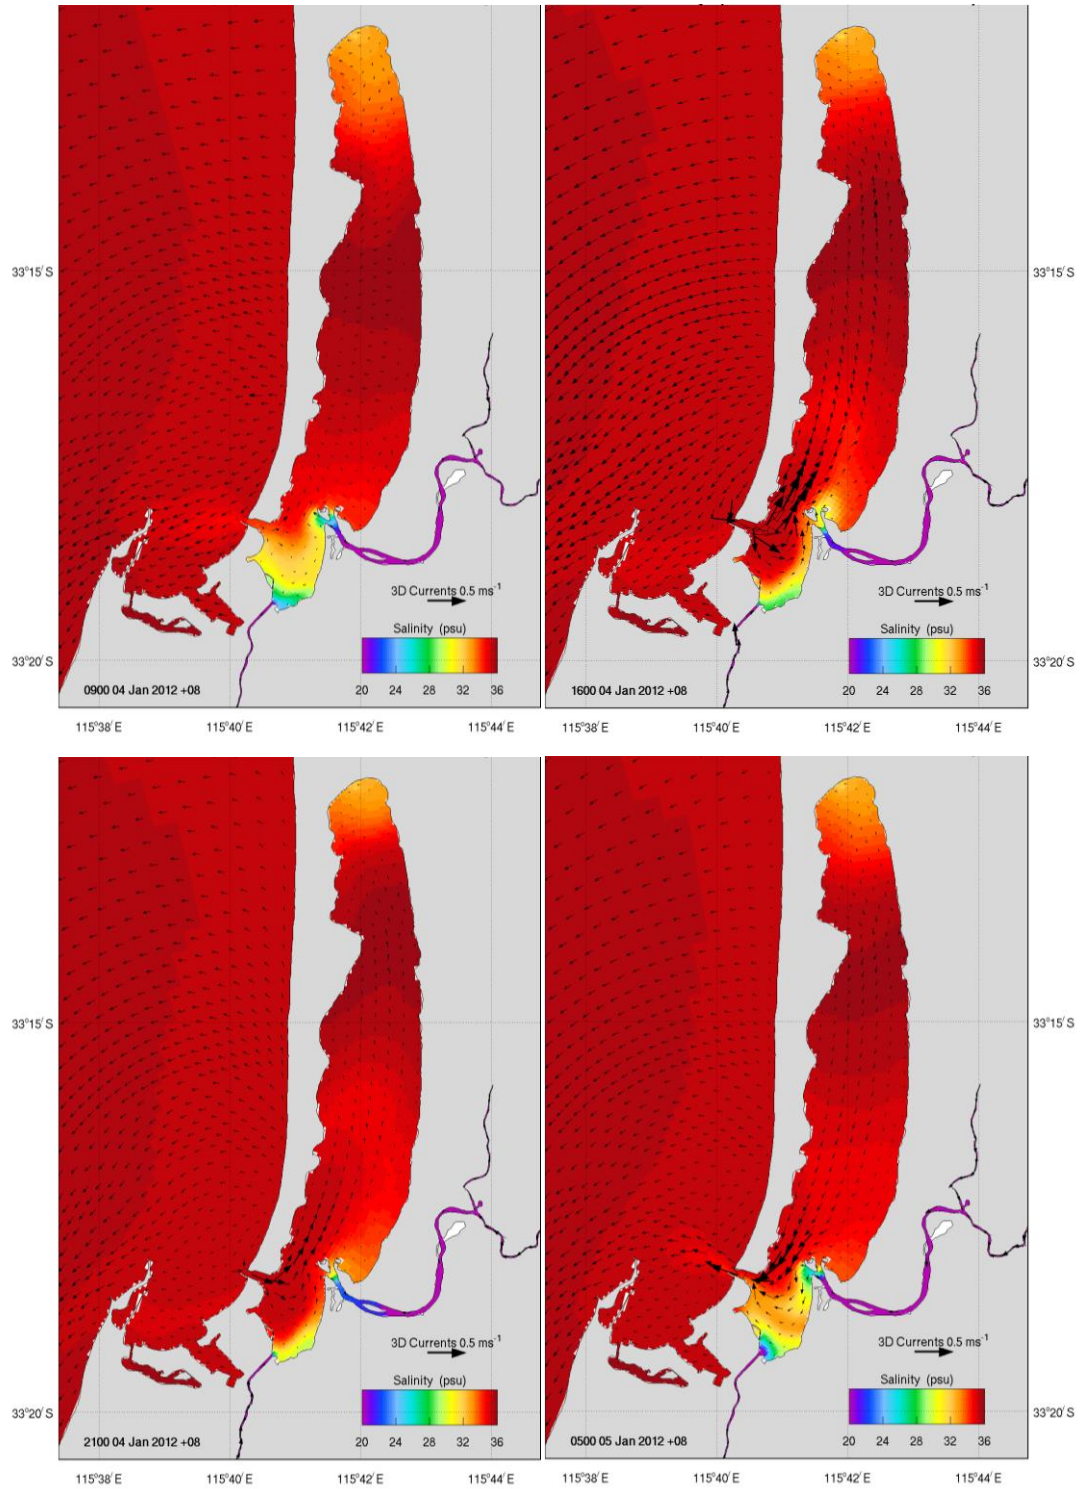 33°15′ S
33°20′ S
3D Currents 0.5 ms-1
Salinity (psu)
20 24 28 32 36
0900 04 Jan 2012 +08
115°38′ E 115°40′ E 115°42′ E 115°44′ E
33°15′ S
33°20′ S
3D Currents 0.5 ms-1
Salinity (psu)
20 24 28 32 36
1600 04 Jan 2012 +08
115°38′ E 115°40′ E 115°42′ E 115°44′ E
33°15′ S
33°20′ S
3D Currents 0.5 ms-1
Salinity (psu)
20 24 28 32 36
2100 04 Jan 2012 +08
115°38′ E 115°40′ E 115°42′ E 115°44′ E
33°15′ S
33°20′ S
3D Currents 0.5 ms-1
Salinity (psu)
20 24 28 32 36
0500 05 Jan 2012 +08
115°38′ E 115°40′ E 115°42′ E 115°44′ E